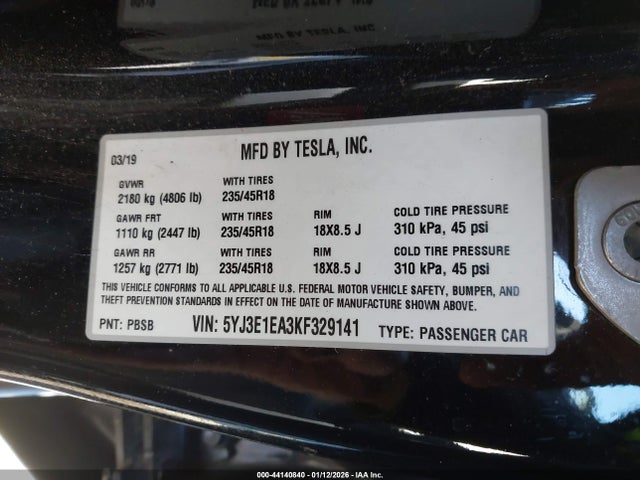 MFD BY TESLA, INC.
03/19 MFD BY TESLA, INC.
GVWR WITH TIRES
2180 kg (4806 lb) 235/45R18
GAWR FRT WITH TIRES RIM COLD TIRE PRESSURE
1110 kg (2447 lb) 235/45R18 18X8.5 J 310 kPa, 45 psi
GAWR RR WITH TIRES RIM COLD TIRE PRESSURE
1257 kg (2771 lb) 235/45R18 18X8.5 J 310 kPa, 45 psi
THIS VEHICLE CONFORMS TO ALL APPLICABLE U.S. FEDERAL MOTOR VEHICLE SAFETY, BUMPER, AND
THEFT PREVENTION STANDARDS IN EFFECT ON THE DATE OF MANUFACTURE SHOWN ABOVE.
PNT: PBSB VIN: 5YJ3E1EA3KF329141 TYPE: PASSENGER CAR
000-44140840 - 01/12/2026 - IAA Inc.